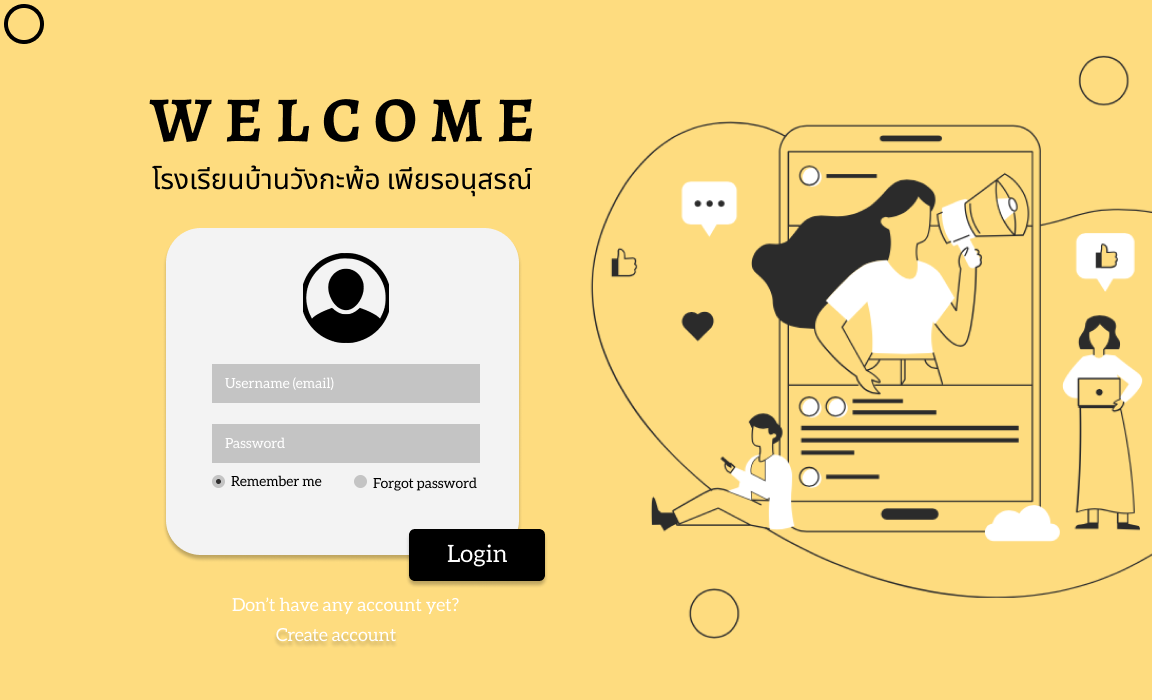 WELCOME
โรงเรียนบ้านวังกะพ้อ เพียรอนุสรณ์
Username (email)
Password
Remember me
Forgot password
Login
Don't have any account yet?
Create account